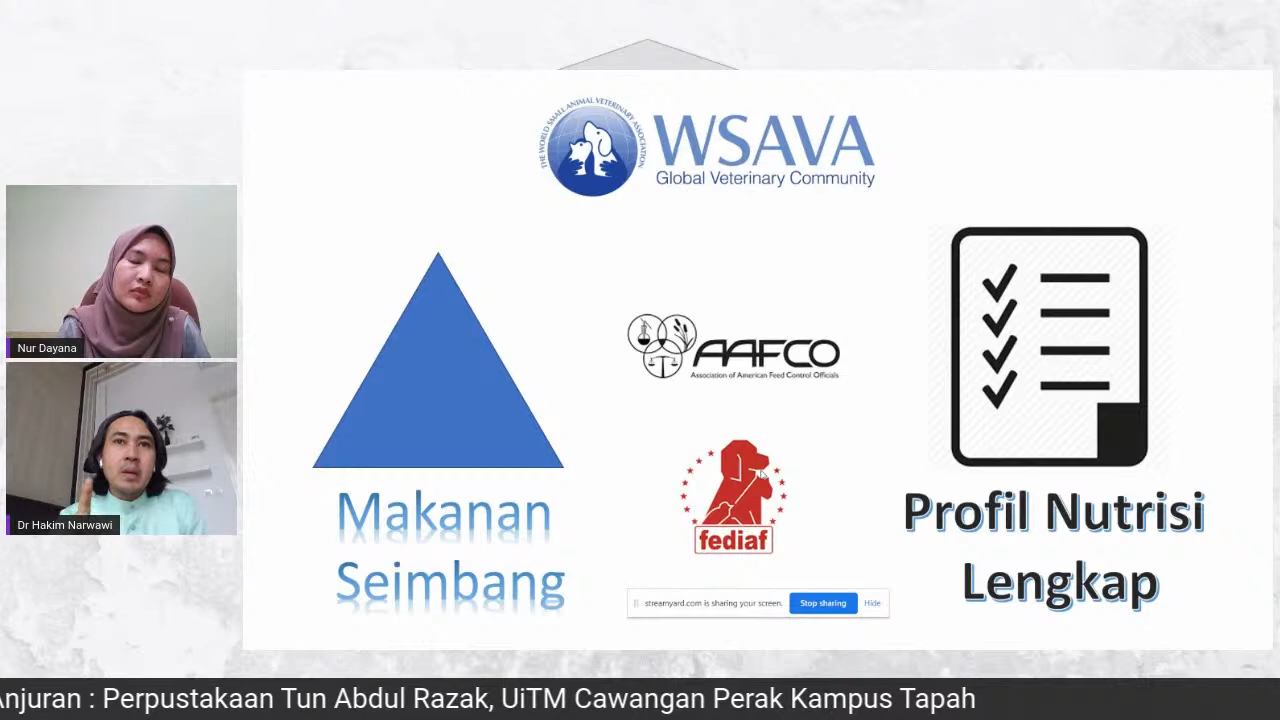 THE WORLD SMALL ANIMAL VETERINARY ASSOCIATION
WSAVA
Global Veterinary Community
AAFCO
Association of American Feed Control Officials
fediaf
Makanan
Seimbang
Profil Nutrisi
Lengkap
Nur Dayana
Dr Hakim Narwawi
streamyard.com is sharing your screen.
Stop sharing
Hide
Anjuran : Perpustakaan Tun Abdul Razak, UiTM Cawangan Perak Kampus Tapah